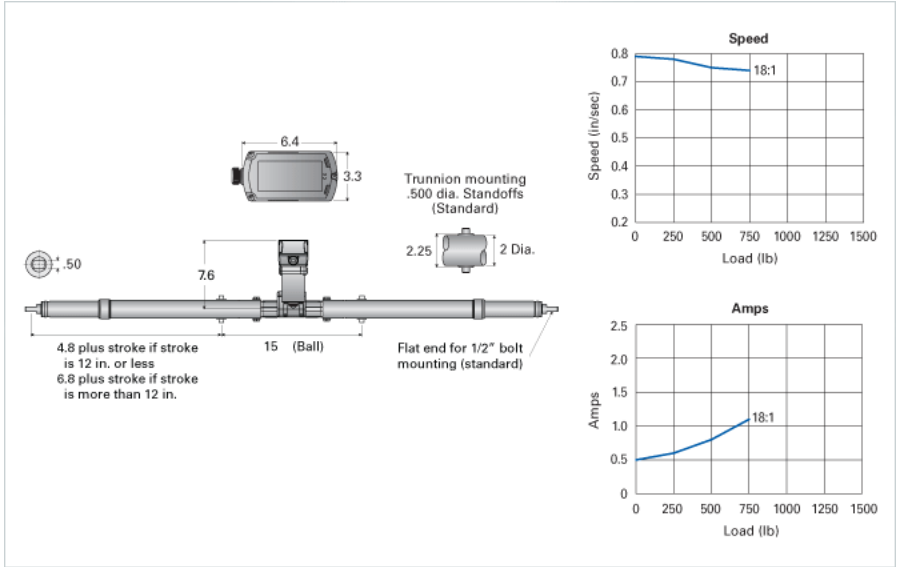 6.4
3.3
Trunnion mounting
.500 dia. Standoffs
(Standard)
2.25
2 Dia.
.50
7.6
15 (Ball)
4.8 plus stroke if stroke
is 12 in. or less
6.8 plus stroke if stroke
is more than 12 in.
Flat end for 1/2" bolt
mounting (standard)
Speed
Speed (in/sec)
0.8
0.7
0.6
0.5
0.4
0.3
0.2
18:1
0 250 500 750 1000 1250 1500
Load (lb)
Amps
Amps
2.5
2.0
1.5
1.0
0.5
0
18:1
0 250 500 750 1000 1250 1500
Load (lb)